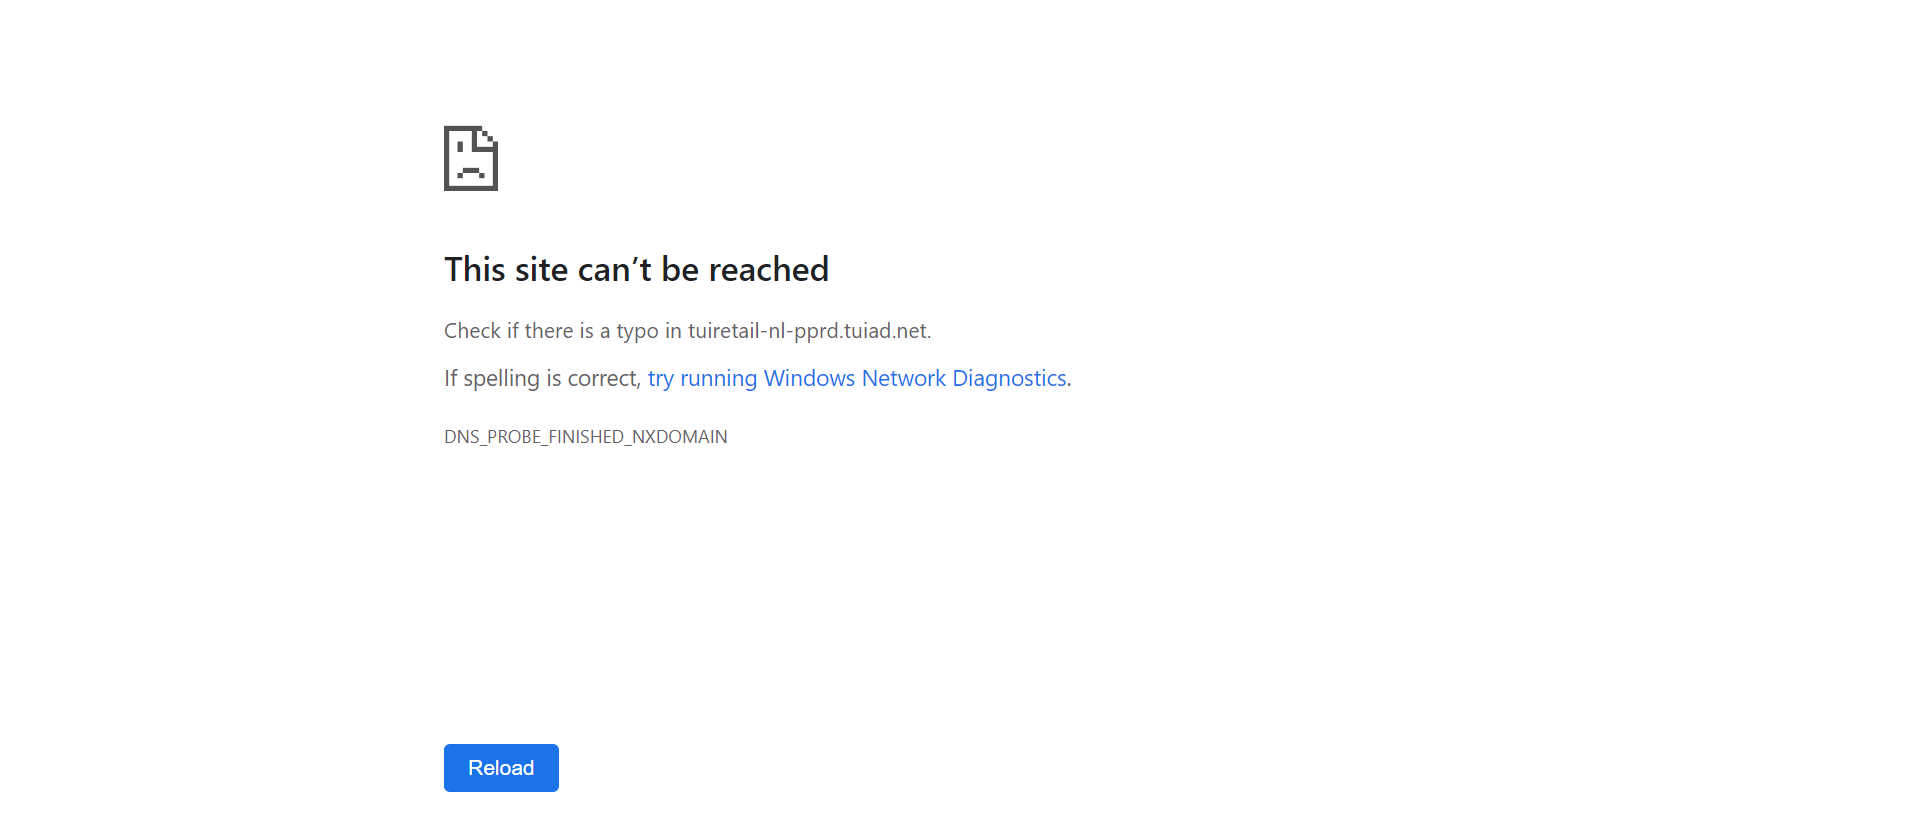 This site can’t be reached
Check if there is a typo in tuiretail-nl-pprd.tuiad.net.
If spelling is correct, try running Windows Network Diagnostics.
DNS_PROBE_FINISHED_NXDOMAIN
Reload